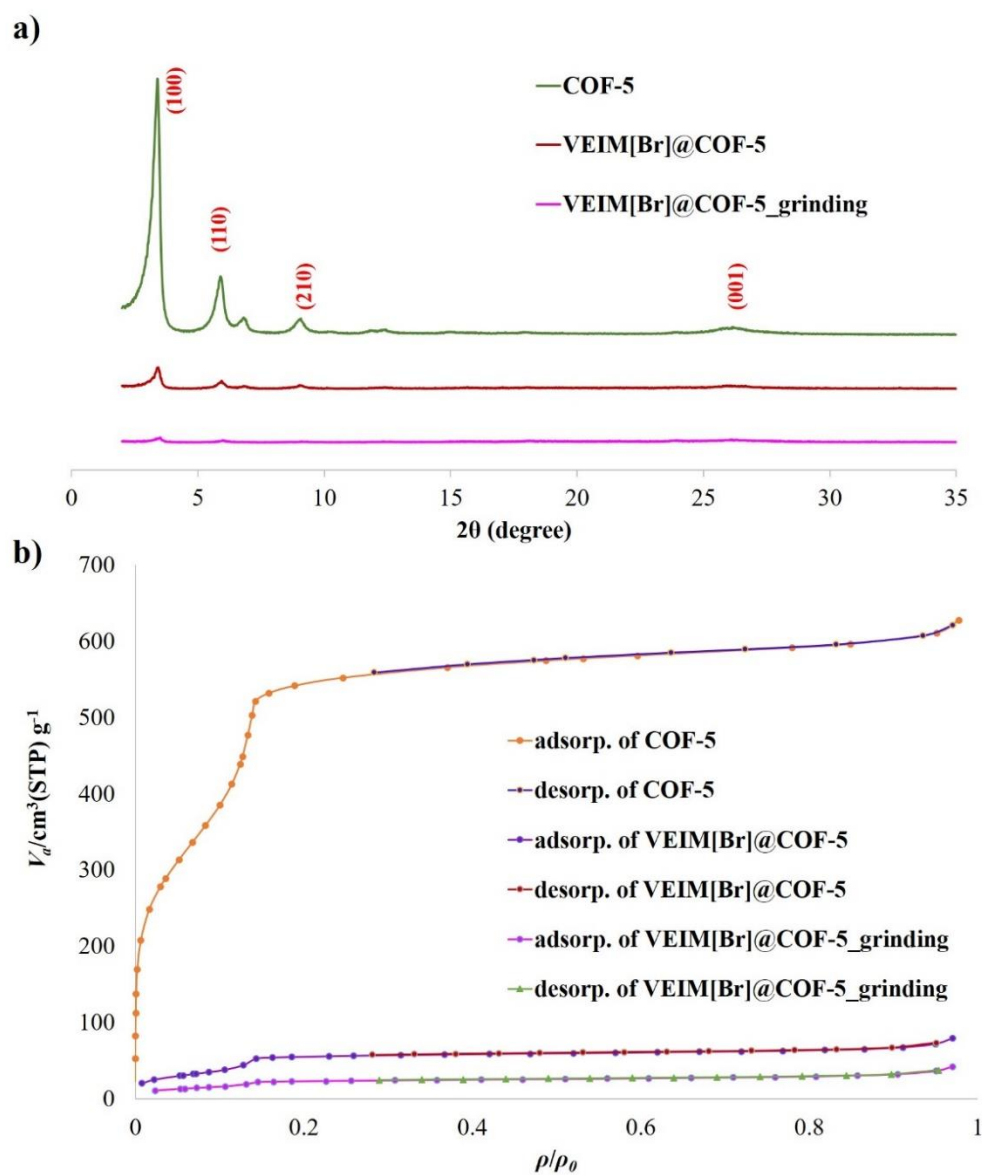 a)
(100)
(110)
(210)
(001)
COF-5
VEIM[Br]@COF-5
VEIM[Br]@COF-5_grinding
0 5 10 15 20 25 30 35
2θ (degree)
b)
700
600
500
400
300
200
100
0
Va/cm³(STP) g⁻¹
adsorp. of COF-5
desorp. of COF-5
adsorp. of VEIM[Br]@COF-5
desorp. of VEIM[Br]@COF-5
adsorp. of VEIM[Br]@COF-5_grinding
desorp. of VEIM[Br]@COF-5_grinding
0 0.2 0.4 0.6 0.8 1
ρ/ρ₀